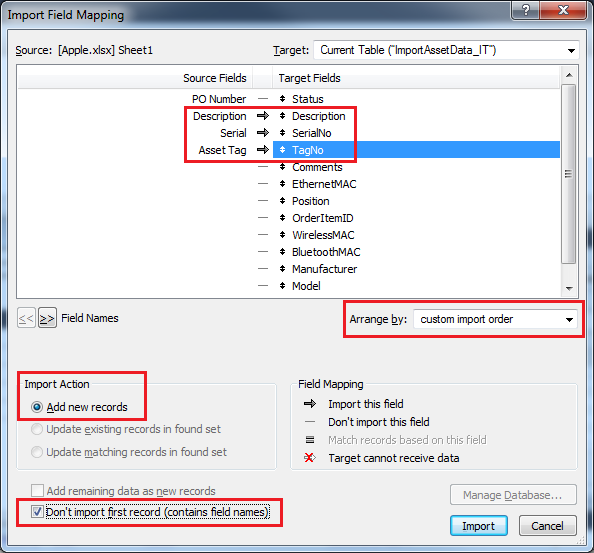 Import Field Mapping
Source: [Apple.xlsx] Sheet1 Target: Current Table ("ImportAssetData_IT")
Source Fields Target Fields
PO Number — Status
Description Description
Serial SerialNo
Asset Tag TagNo
— Comments
— EthernetMAC
— Position
— OrderItemID
— WirelessMAC
— BluetoothMAC
— Manufacturer
— Model
<< >> Field Names Arrange by: custom import order
Import Action
Add new records
Update existing records in found set
Update matching records in found set
Field Mapping
Import this field
— Don't import this field
Match records based on this field
Target cannot receive data
Add remaining data as new records
Don't import first record (contains field names)
Manage Database...
Import Cancel